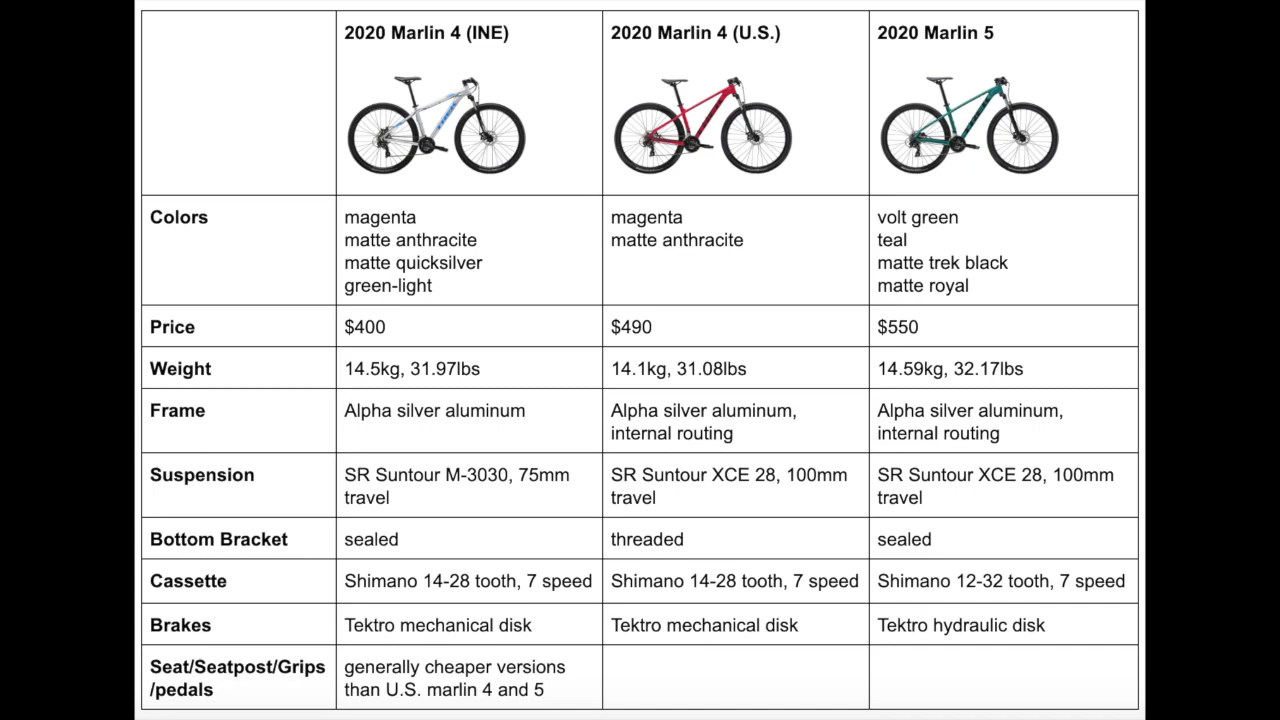 2020 Marlin 4 (INE)
2020 Marlin 4 (U.S.)
2020 Marlin 5
Colors
magenta
matte anthracite
matte quicksilver
green-light
magenta
matte anthracite
volt green
teal
matte trek black
matte royal
Price
$400
$490
$550
Weight
14.5kg, 31.97lbs
14.1kg, 31.08lbs
14.59kg, 32.17lbs
Frame
Alpha silver aluminum
Alpha silver aluminum,
internal routing
Alpha silver aluminum,
internal routing
Suspension
SR Suntour M-3030, 75mm
travel
SR Suntour XCE 28, 100mm
travel
SR Suntour XCE 28, 100mm
travel
Bottom Bracket
sealed
threaded
sealed
Cassette
Shimano 14-28 tooth, 7 speed
Shimano 14-28 tooth, 7 speed
Shimano 12-32 tooth, 7 speed
Brakes
Tektro mechanical disk
Tektro mechanical disk
Tektro hydraulic disk
Seat/Seatpost/Grips
/pedals
generally cheaper versions
than U.S. marlin 4 and 5